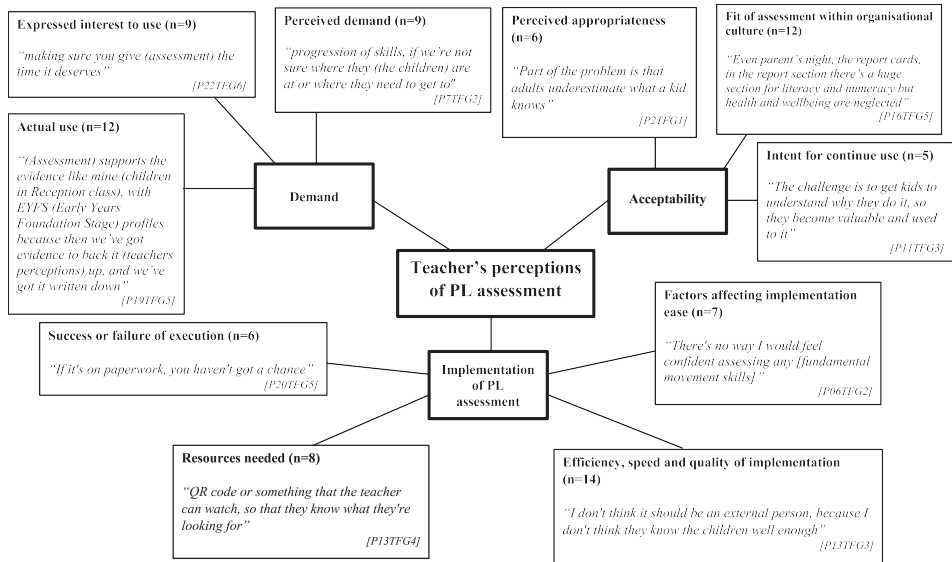 Expressed interest to use (n=9)
“making sure you give (assessment) the
time it deserves”
[P22TFG6]
Perceived demand (n=9)
“progression of skills, if we’re not
sure where they (the children) are
at or where they need to get to”
[P7TFG2]
Perceived appropriateness
(n=6)
“Part of the problem is that
adults underestimate what a kid
knows”
[P2TFG1]
Fit of assessment within organisational
culture (n=12)
“Even parent’s night, the report cards,
in the report section there’s a huge
section for literacy and numeracy but
health and wellbeing are neglected”
[P16TFG5]
Actual use (n=12)
“(Assessment) supports the
evidence like mine (children
in Reception class), with
EYFS (Early Years
Foundation Stage) profiles
because then we’ve got
evidence to back it (teachers
perceptions) up, and we’ve
got it written down”
[P19TFG5]
Demand
Acceptability
Intent for continue use (n=5)
“The challenge is to get kids to
understand why they do it, so
they become valuable and used
to it”
[P11TFG3]
Teacher’s perceptions
of PL assessment
Success or failure of execution (n=6)
“If it's on paperwork, you haven't got a chance”
[P20TFG5]
Implementation
of PL
assessment
Factors affecting implementation
ease (n=7)
“There's no way I would feel
confident assessing any [fundamental
movement skills]”
[P06TFG2]
Resources needed (n=8)
“QR code or something that the teacher
can watch, so that they know what they're
looking for”
[P13TFG4]
Efficiency, speed and quality of implementation
(n=14)
“I don't think it should be an external person, because I
don't think they know the children well enough”
[P13TFG3]